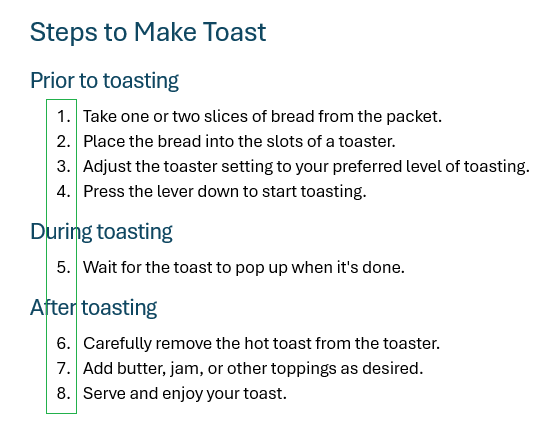 Steps to Make Toast
Prior to toasting
1. Take one or two slices of bread from the packet.
2. Place the bread into the slots of a toaster.
3. Adjust the toaster setting to your preferred level of toasting.
4. Press the lever down to start toasting.
During toasting
5. Wait for the toast to pop up when it's done.
After toasting
6. Carefully remove the hot toast from the toaster.
7. Add butter, jam, or other toppings as desired.
8. Serve and enjoy your toast.